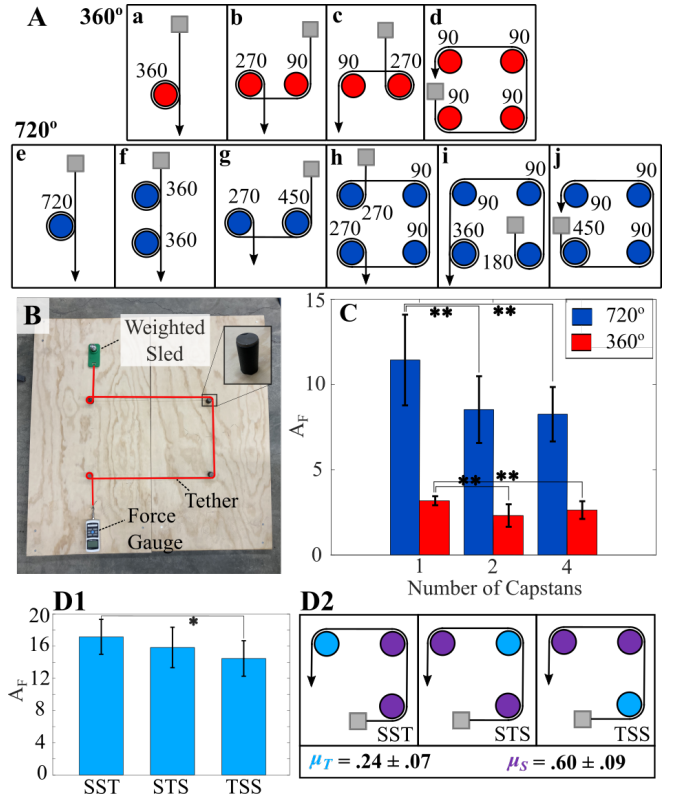 A 360º
a b c d
360 270 90 90 270 90 90
90 90
720º
e f g h i j
720 360 270 450 90 90 90
360 270 90 90
270 90 360 180 450 90
B
Weighted
Sled
Tether
Force
Gauge
C
15
10
5
0
A_F
** **
** **
720º
360º
1 2 4
Number of Capstans
D1
20
16
12
8
4
0
A_F
*
SST STS TSS
D2
SST STS TSS
μ_T = .24 ± .07 μ_S = .60 ± .09